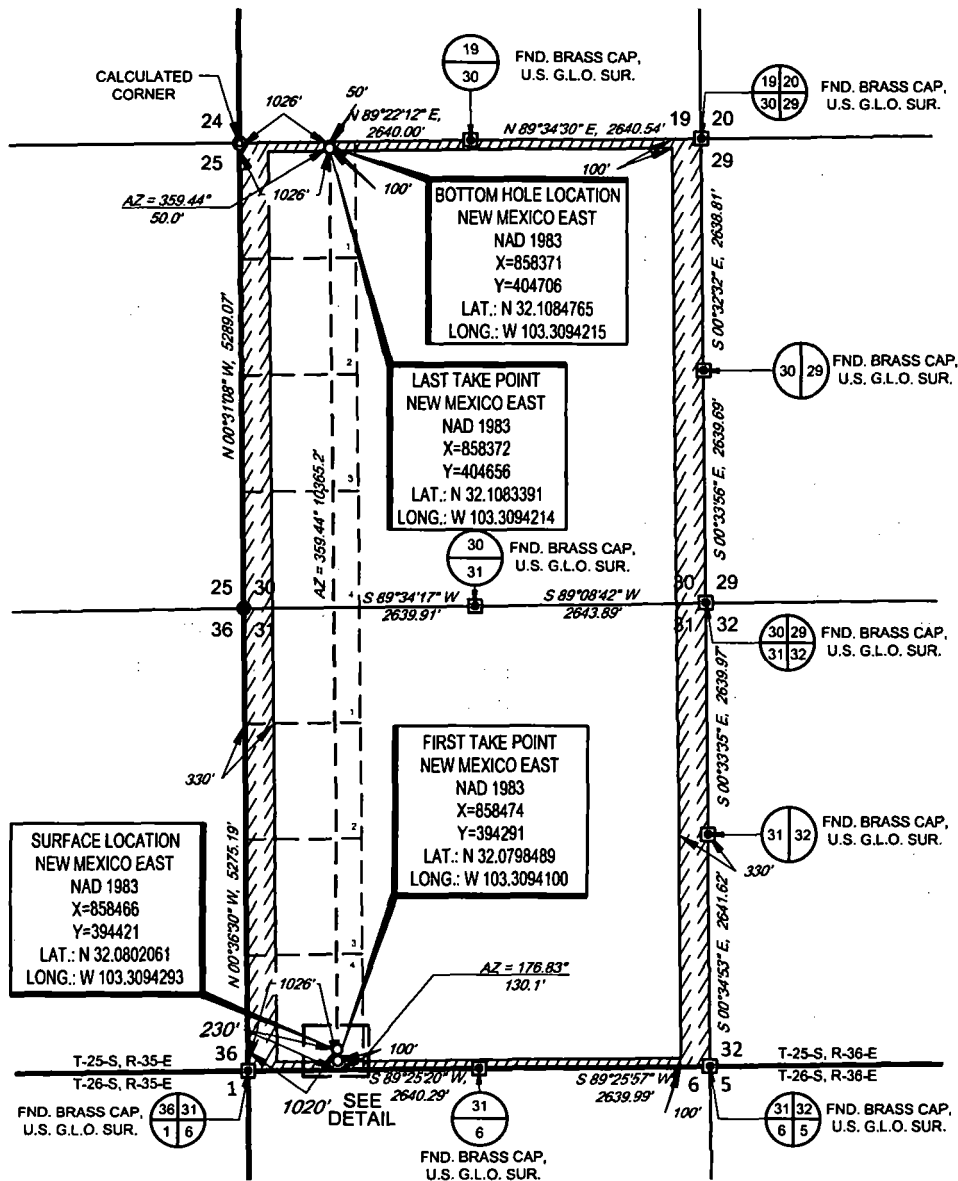 19
30
FND. BRASS CAP,
U.S. G.L.O. SUR.
19 20
30 29
FND. BRASS CAP,
U.S. G.L.O. SUR.
CALCULATED
CORNER
24
1026'
50'
N 89°22'12" E,
2640.00'
N 89°34'30" E, 2640.54'
19
20
25
100'
29
1026'
100'
AZ = 359.44°
50.0'
BOTTOM HOLE LOCATION
NEW MEXICO EAST
NAD 1983
X=858371
Y=404706
LAT.: N 32.1084765
LONG.: W 103.3094215
S 00°32'32" E, 2638.81'
1
N 00°31'08" W, 5289.07'
2
30 29
FND. BRASS CAP,
U.S. G.L.O. SUR.
LAST TAKE POINT
NEW MEXICO EAST
NAD 1983
X=858372
Y=404656
LAT.: N 32.1083391
LONG.: W 103.3094214
3
AZ = 359.44° 10365.2'
S 00°33'56" E, 2639.69'
30
31
FND. BRASS CAP,
U.S. G.L.O. SUR.
4
25
30
S 89°34'17" W
2639.91'
S 89°08'42" W
2643.89'
30
29
36
31
31
32
30 29
31 32
FND. BRASS CAP,
U.S. G.L.O. SUR.
1
330'
S 00°33'35" E, 2639.97'
FIRST TAKE POINT
NEW MEXICO EAST
NAD 1983
X=858474
Y=394291
LAT.: N 32.0798489
LONG.: W 103.3094100
2
31 32
FND. BRASS CAP,
U.S. G.L.O. SUR.
330'
SURFACE LOCATION
NEW MEXICO EAST
NAD 1983
X=858466
Y=394421
LAT.: N 32.0802061
LONG.: W 103.3094293
N 00°36'30" W, 5275.19'
3
4
S 00°34'53" E, 2641.62'
AZ = 176.83°
130.1'
1026'
230'
36
100'
32
T-25-S, R-35-E
T-26-S, R-35-E
T-25-S, R-36-E
T-26-S, R-36-E
1
S 89°25'20" W,
2640.29'
S 89°25'57" W
2639.99'
6
5
100'
1020'
SEE
DETAIL
FND. BRASS CAP,
U.S. G.L.O. SUR.
36 31
1 6
31
6
FND. BRASS CAP,
U.S. G.L.O. SUR.
31 32
6 5
FND. BRASS CAP,
U.S. G.L.O. SUR.